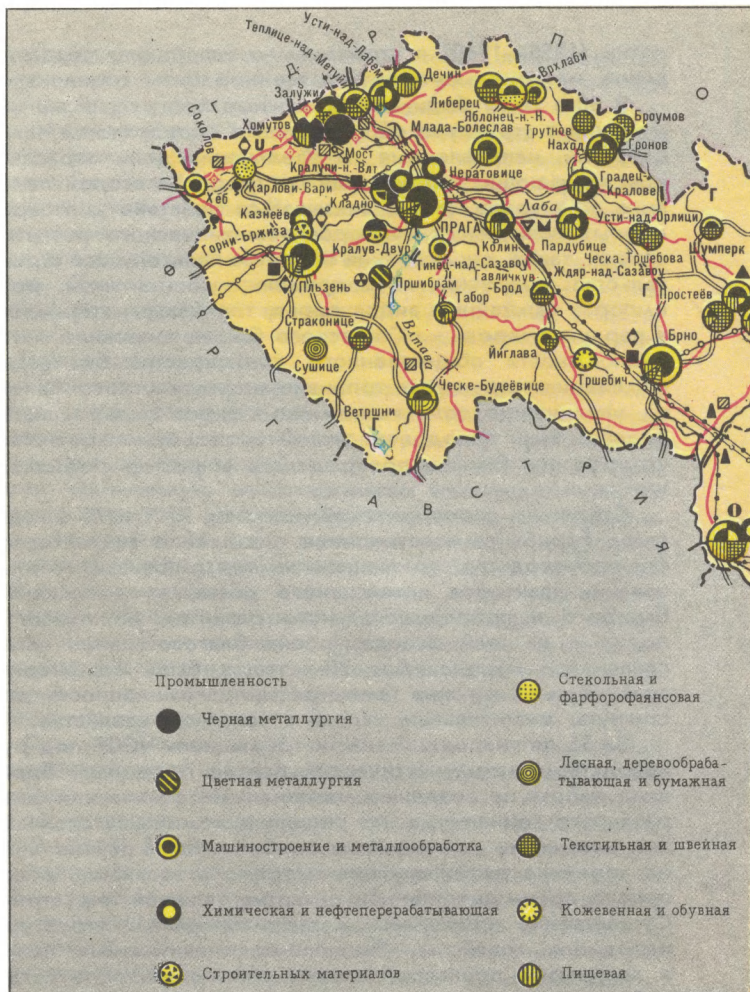 Усти-над-Лабем
Теплице-над-Метуйи
Г Д Р
П О
Дечин
Врхлаби
Залужи
Либерец
Яблонец-н. Н.
Броумов
Соколов
Хомутов
Млада-Болеслав
Трутнов
Мост
Наход
Гронов
Кралупи-н.-Влт.
Нератовице
Градец-
Кралове
Хеб
Карлови-Вари
Кладно
Лаба
Казнеёв
ПРАГА
Усти-над-Орлици
Горни-Бржиза
Кралув-Двур
Колин
Пардубице
Шумперк
Ческа-Тршебова
Тинец-над-Сазавоу
Ждяр-над-Сазавоу
Пльзень
Тавличкув-
Брод
Простеёв
Пршибрам
Табор
Страконице
Влтава
Брно
Йиглава
Сушице
Тршебич
Ческе-Будеёвице
Ветршни
Ф Р Г
А В С Т Р И Я
Промышленность
Черная металлургия
Цветная металлургия
Машиностроение и металлообработка
Химическая и нефтеперерабатывающая
Строительных материалов
Стекольная и
фарфорофаянсовая
Лесная, деревообраба-
тывающая и бумажная
Текстильная и швейная
Кожевенная и обувная
Пищевая